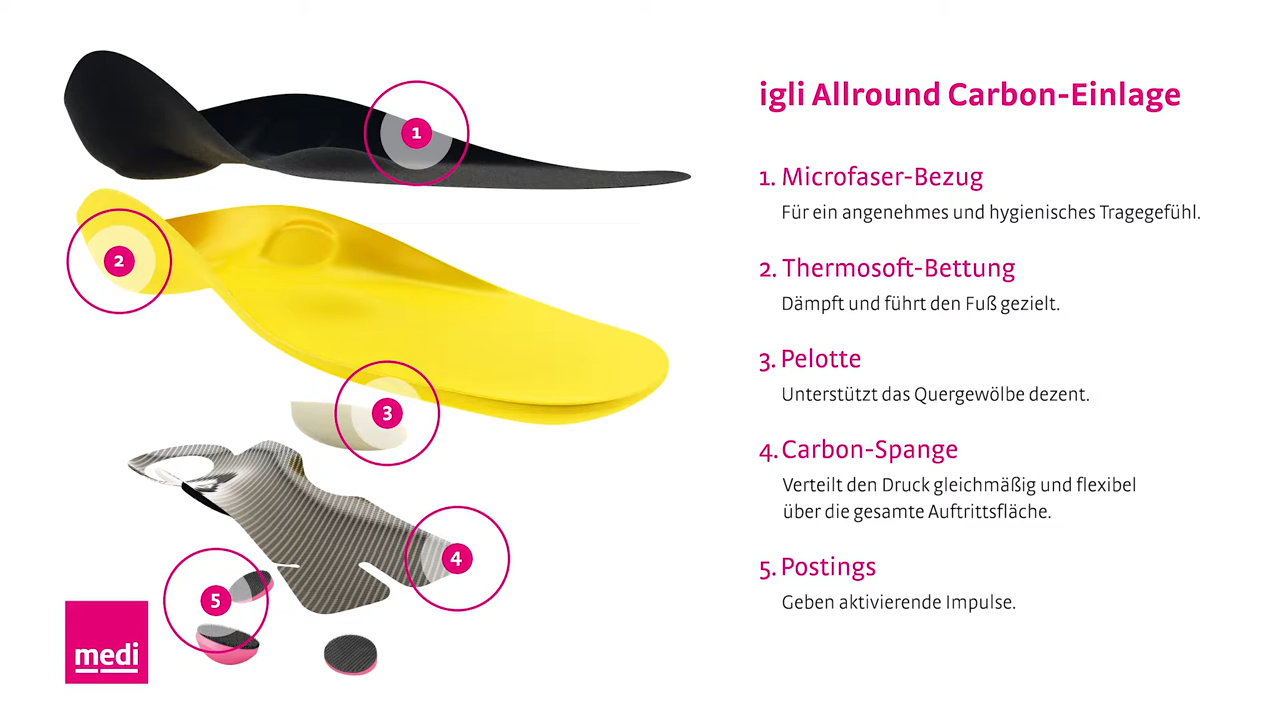 igli Allround Carbon-Einlage
1. Microfaser-Bezug
Für ein angenehmes und hygienisches Tragegefühl.
2. Thermosoft-Bettung
Dämpft und führt den Fuß gezielt.
3. Pelotte
Unterstützt das Quergewölbe dezent.
4. Carbon-Spange
Verteilt den Druck gleichmäßig und flexibel
über die gesamte Auftrittsfläche.
5. Postings
Geben aktivierende Impulse.
1
2
3
4
5
medi